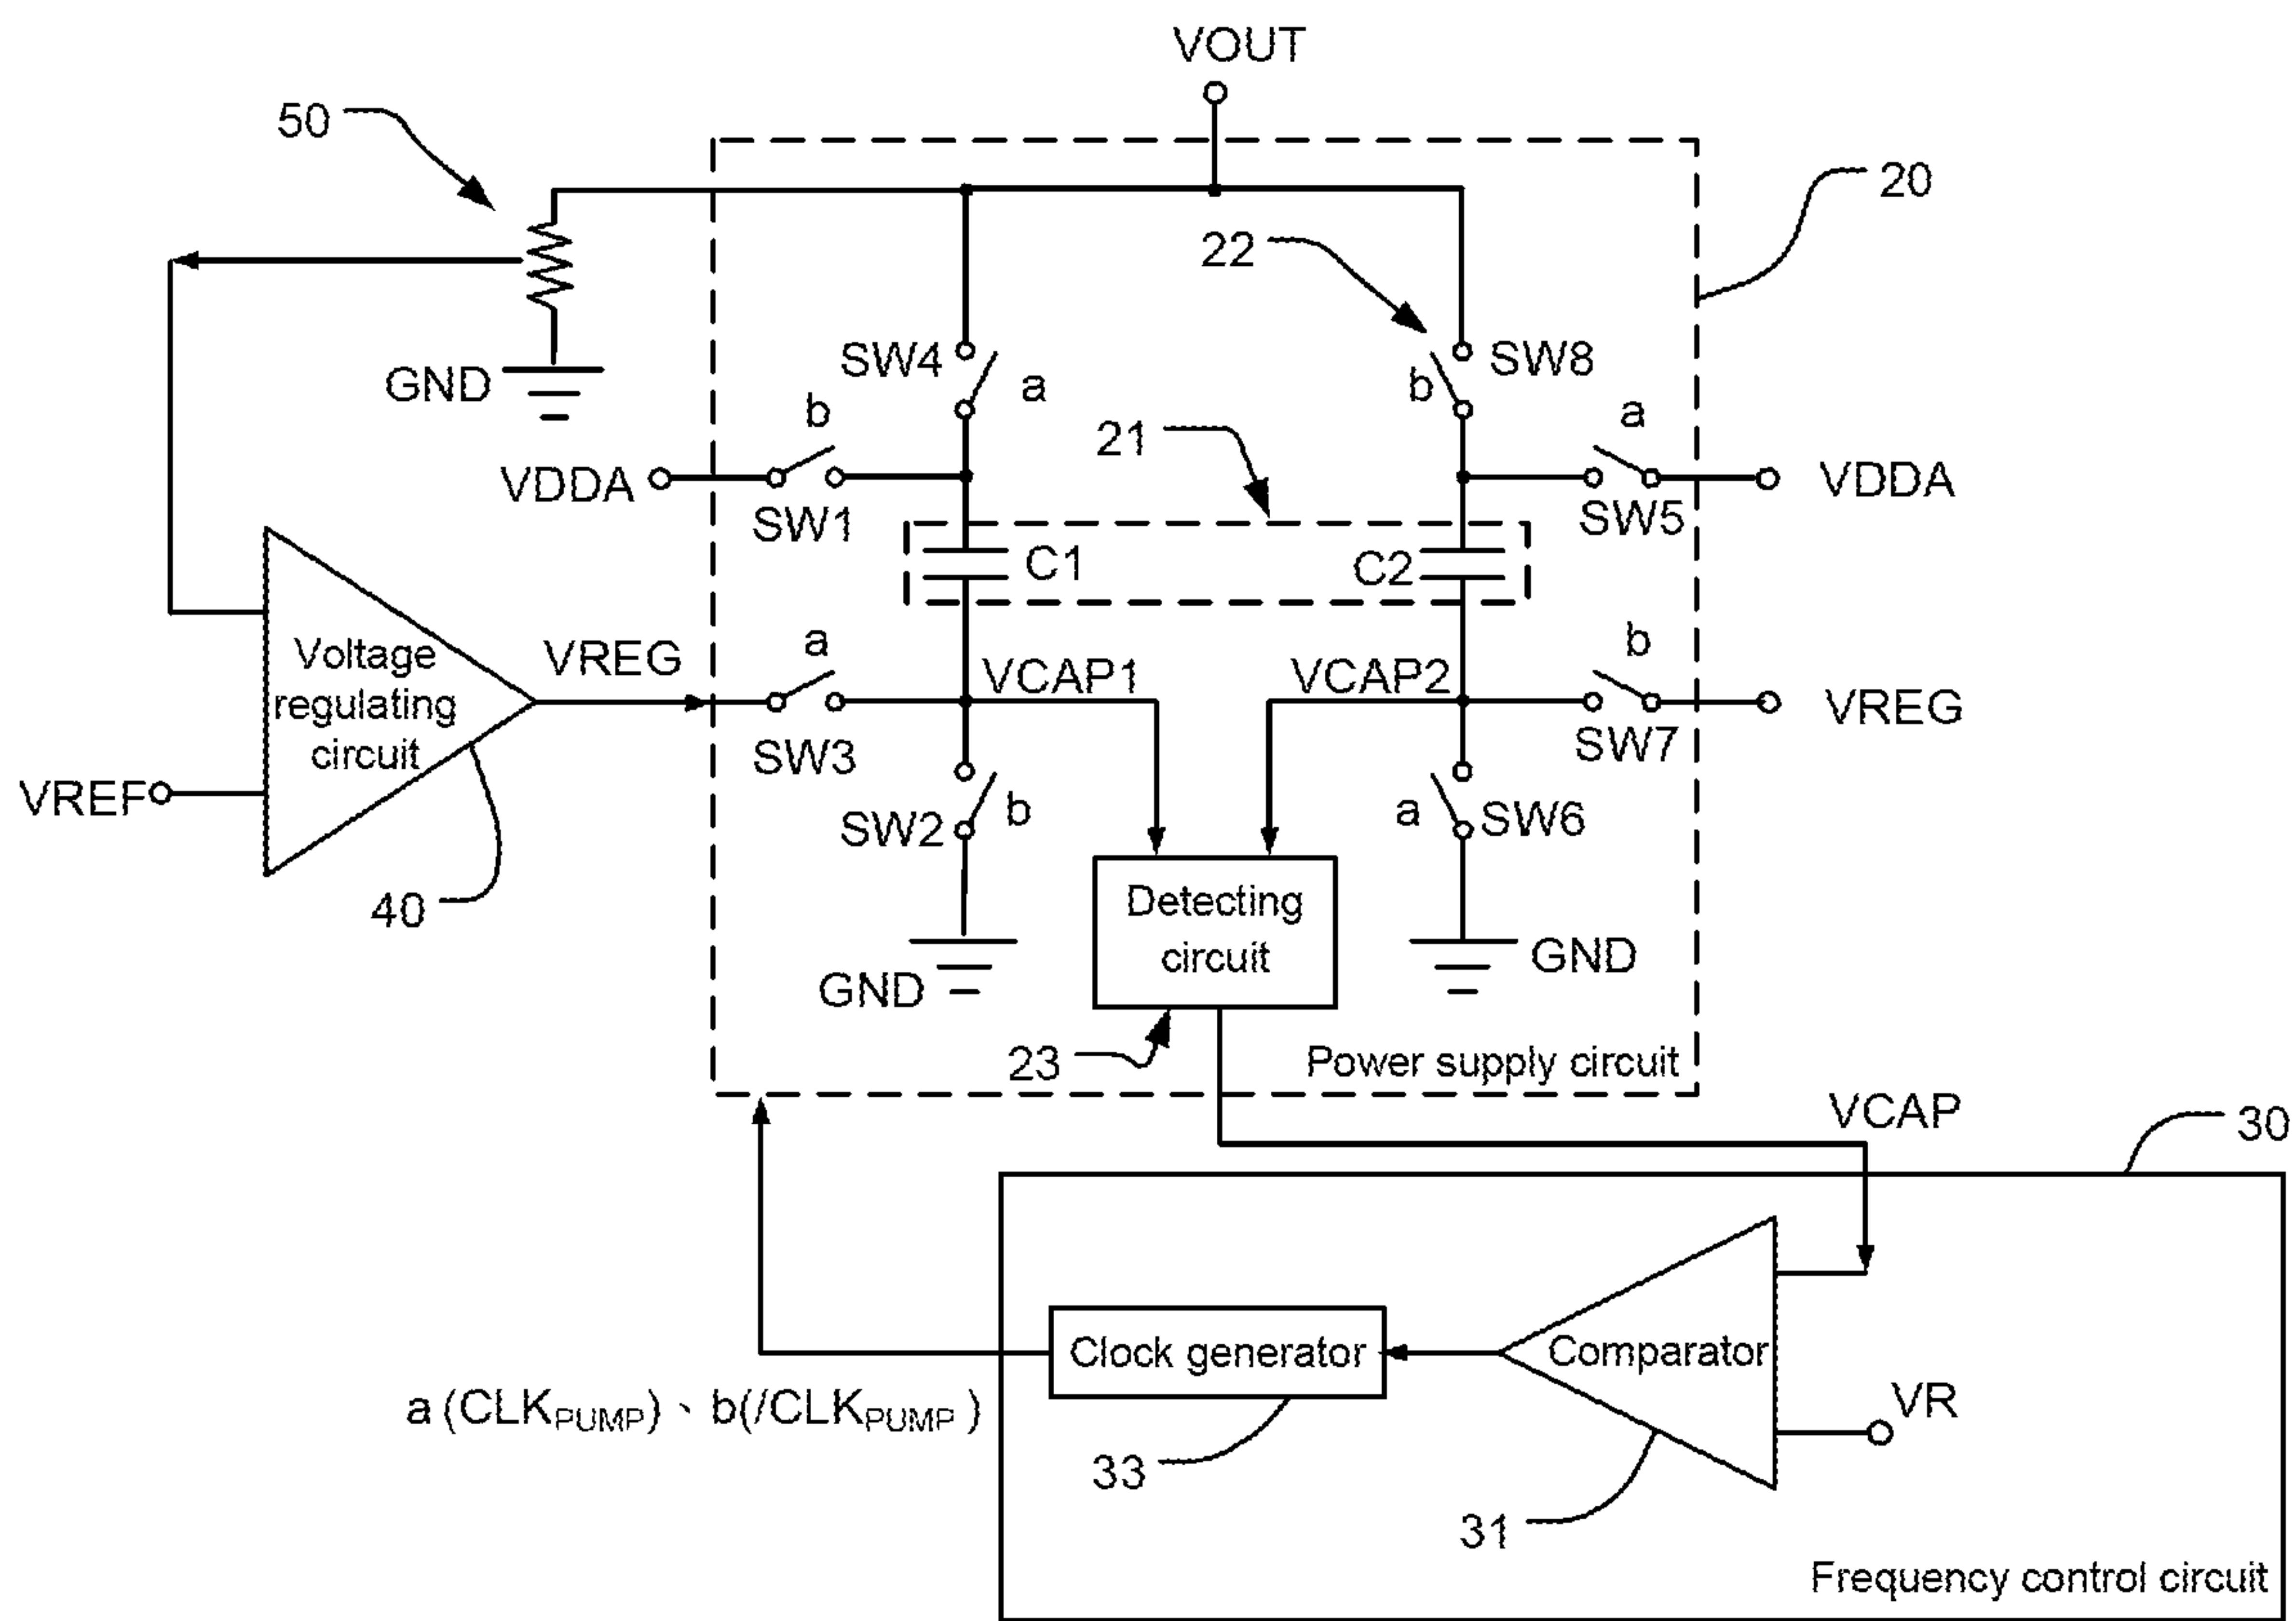 VOUT
50
20
22
SW4
a
SW8
b
GND
b
a
21
VDDA
SW1
SW5
VDDA
C1
C2
Voltage
regulating
circuit
VREG
a
VCAP1
VCAP2
b
VREG
SW3
SW7
VREF
SW2
b
a
SW6
40
Detecting
circuit
GND
GND
23
Power supply circuit
VCAP
30
Clock generator
Comparator
a (CLKPUMP)、b(/CLKPUMP )
VR
33
31
Frequency control circuit